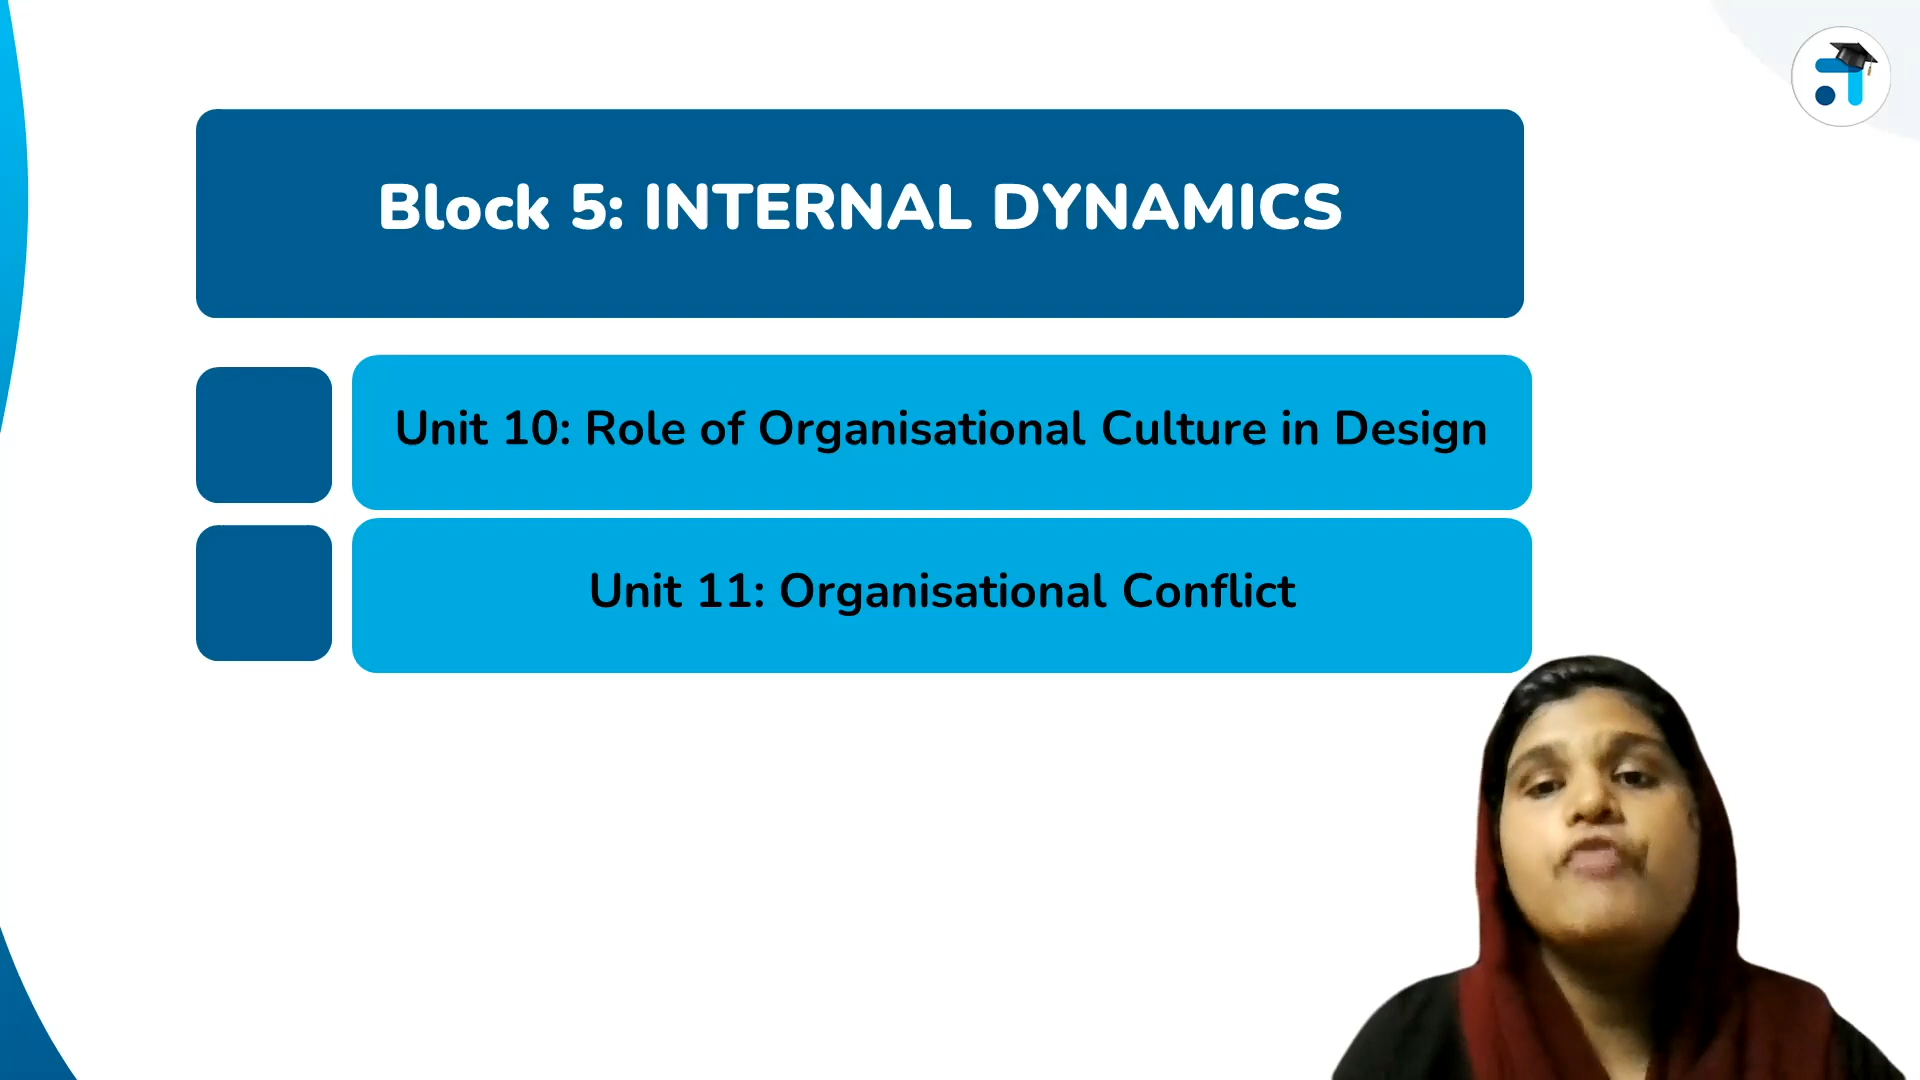 Block 5: INTERNAL DYNAMICS
Unit 10: Role of Organisational Culture in Design
Unit 11: Organisational Conflict